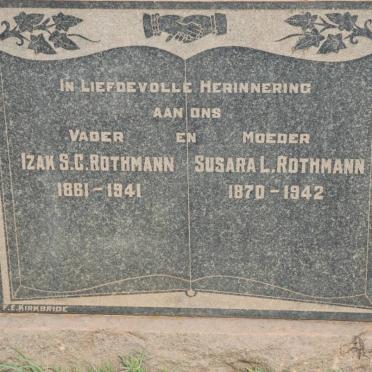 IN LIEFDEVOLLE HERINNERING
AAN ONS
VADER EN MOEDER
IZAK S.C. ROTHMANN SUSARA L. ROTHMANN
1861-1941 1870-1942
F.E. KIRKBRIDE